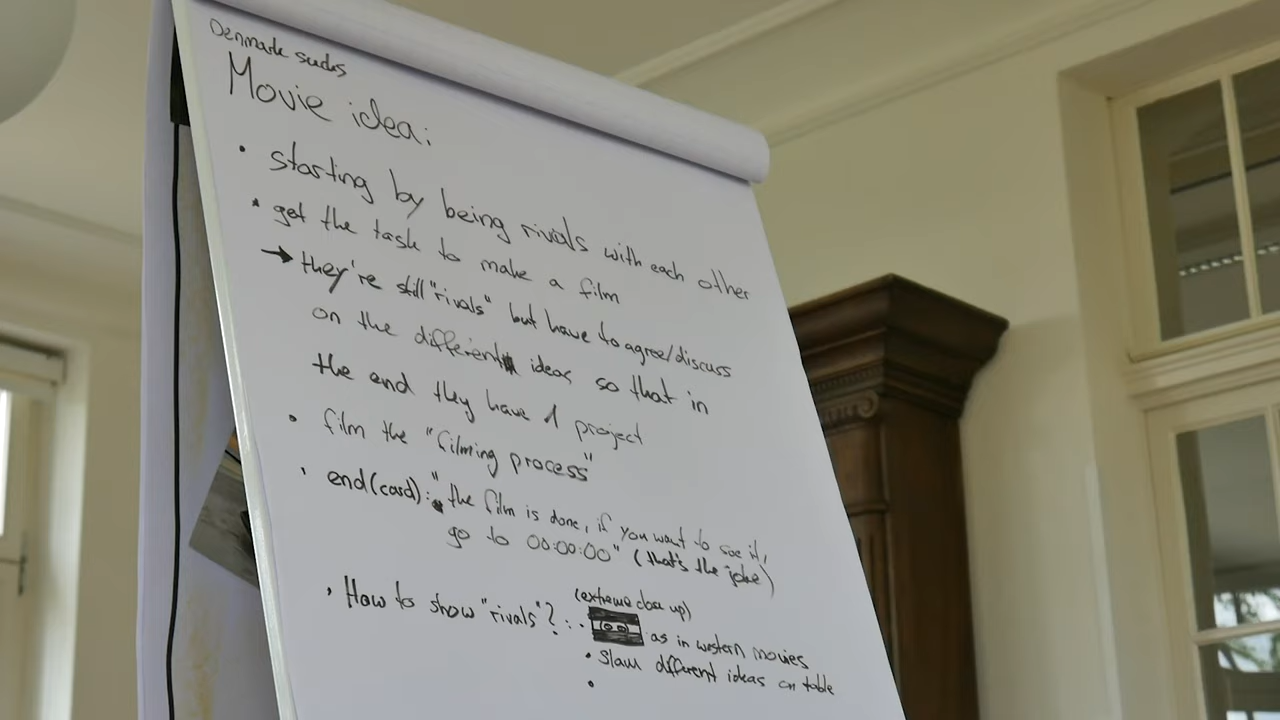 Denmark sucks
Movie idea:
• starting by being rivals with each other
• get the task to make a film
→ they're still "rivals" but have to agree/discuss
on the different ideas so that in
the end they have 1 project
• film the "filming process"
• end(card): "the film is done, if you want to see it,
go to 00:00:00" (that's the joke)
• How to show "rivals"? : • (extreme close up)
as in western movies
• Slam different ideas on table
•